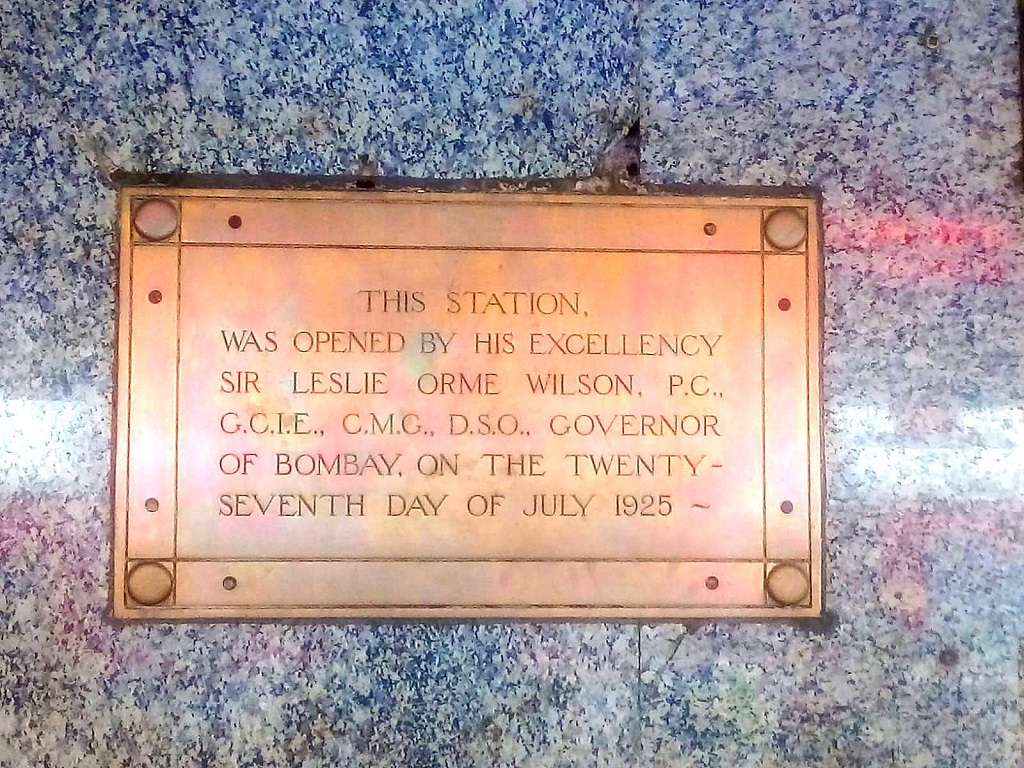 THIS STATION,
WAS OPENED BY HIS EXCELLENCY
SIR LESLIE ORME WILSON, P.C.,
G.C.I.E., C.M.G., D.S.O., GOVERNOR
OF BOMBAY, ON THE TWENTY-
SEVENTH DAY OF JULY 1925 ~